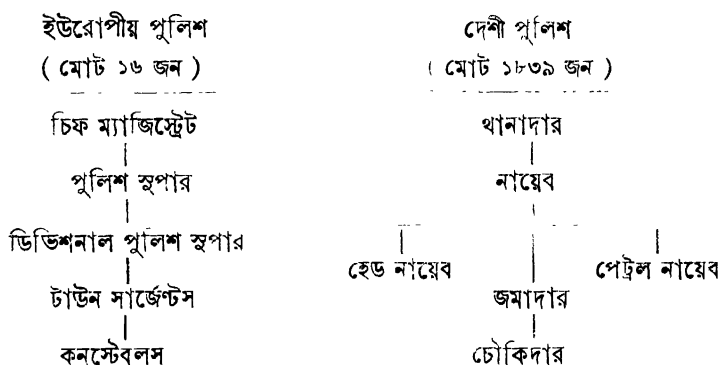 ইউরোপীয় পুলিশ
( মোট ১৬ জন )
চিফ ম্যাজিস্ট্রেট
পুলিশ সুপার
ডিভিশনাল পুলিশ সুপার
টাউন সার্জেন্টস
কনস্টেবলস
দেশী পুলিশ
( মোট ১৮৩৯ জন )
থানাদার
নায়েব
হেড নায়েব
জমাদার
পেট্রল নায়েব
চৌকিদার